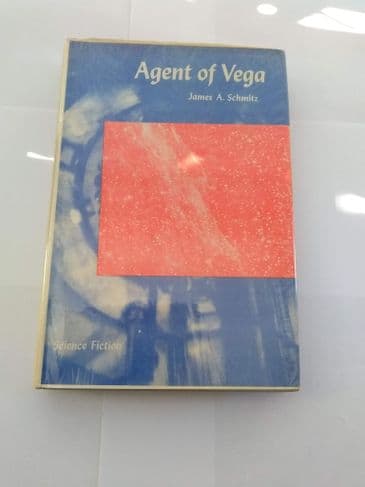 Agent of Vega
James A. Schmitz
Science Fiction